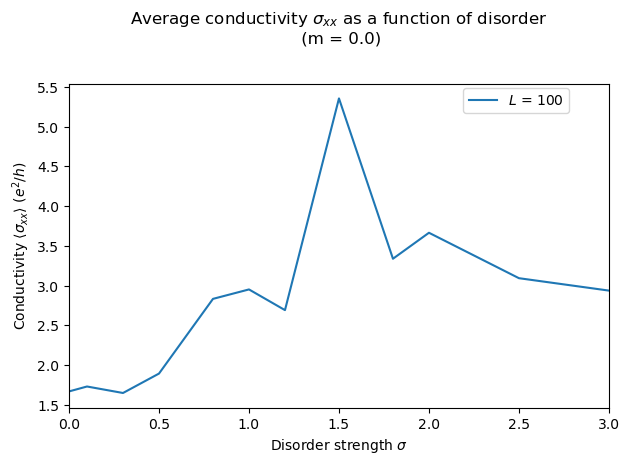 Average conductivity σxx as a function of disorder
(m = 0.0)
L = 100
Conductivity ⟨σxx⟩ (e²/h)
5.5
5.0
4.5
4.0
3.5
3.0
2.5
2.0
1.5
0.0 0.5 1.0 1.5 2.0 2.5 3.0
Disorder strength σ